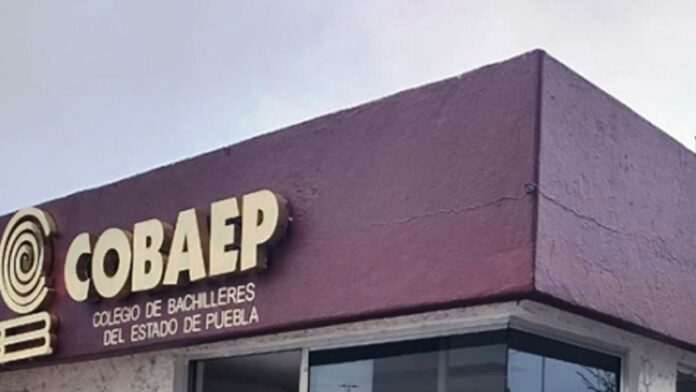 COBAEP
COLEGIO DE BACHILLERES
DEL ESTADO DE PUEBLA